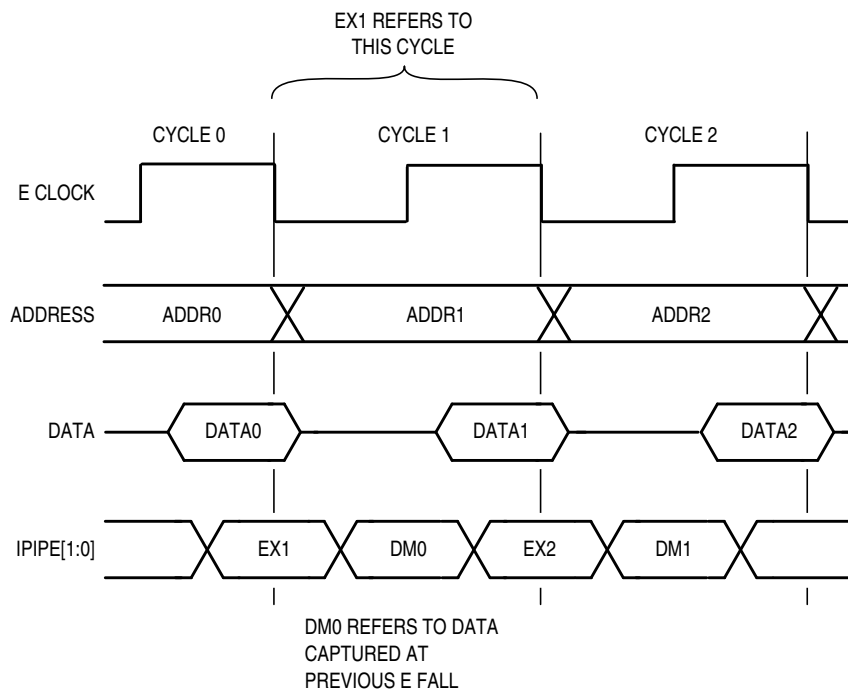 EX1 REFERS TO
THIS CYCLE
CYCLE 0 CYCLE 1 CYCLE 2
E CLOCK
ADDRESS ADDR0 ADDR1 ADDR2
DATA DATA0 DATA1 DATA2
IPIPE[1:0] EX1 DM0 EX2 DM1
DM0 REFERS TO DATA
CAPTURED AT
PREVIOUS E FALL